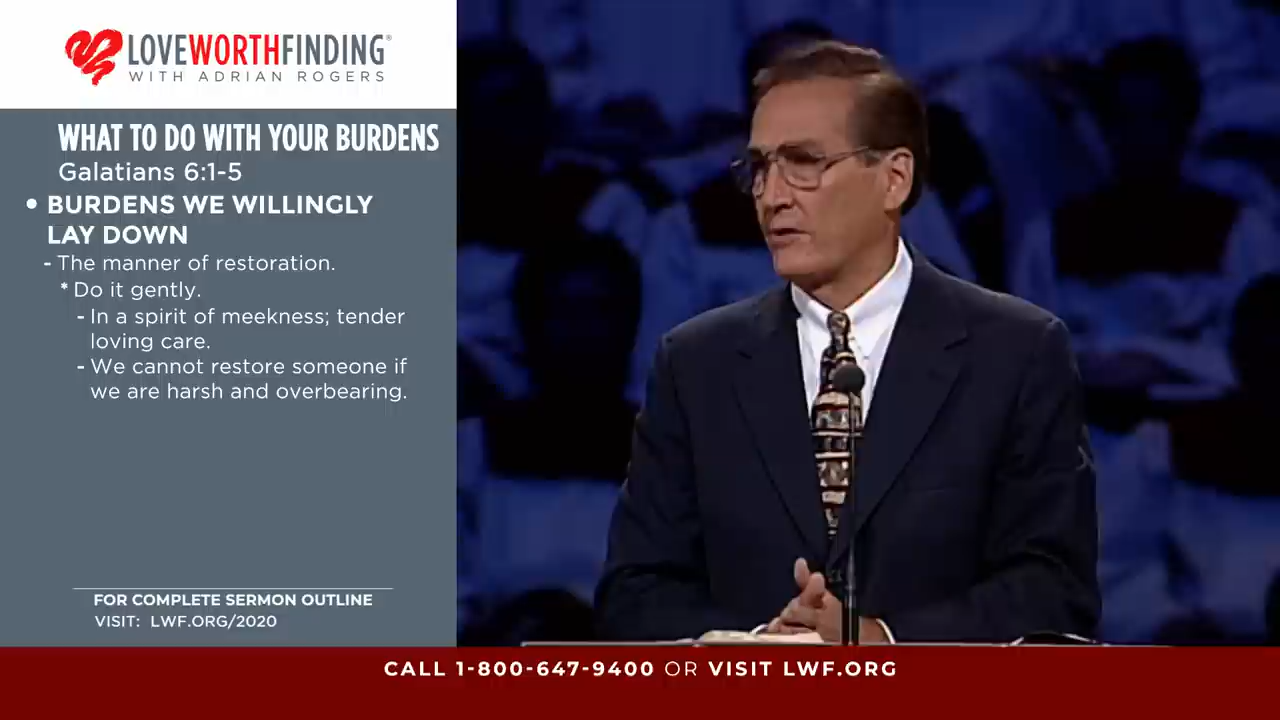 LOVEWORTHFINDING®
WITH ADRIAN ROGERS
WHAT TO DO WITH YOUR BURDENS
Galatians 6:1-5
• BURDENS WE WILLINGLY
LAY DOWN
- The manner of restoration.
* Do it gently.
- In a spirit of meekness; tender
loving care.
- We cannot restore someone if
we are harsh and overbearing.
FOR COMPLETE SERMON OUTLINE
VISIT: LWF.ORG/2020
CALL 1-800-647-9400 OR VISIT LWF.ORG